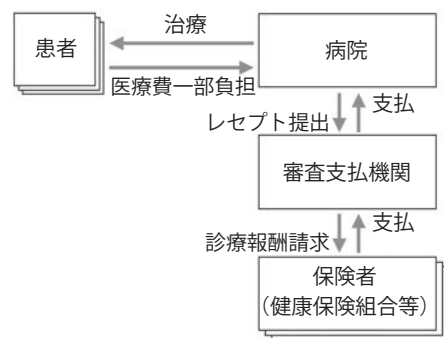 治療
患者
病院
医療費一部負担
支払
レセプト提出
審査支払機関
支払
診療報酬請求
保険者
（健康保険組合等）